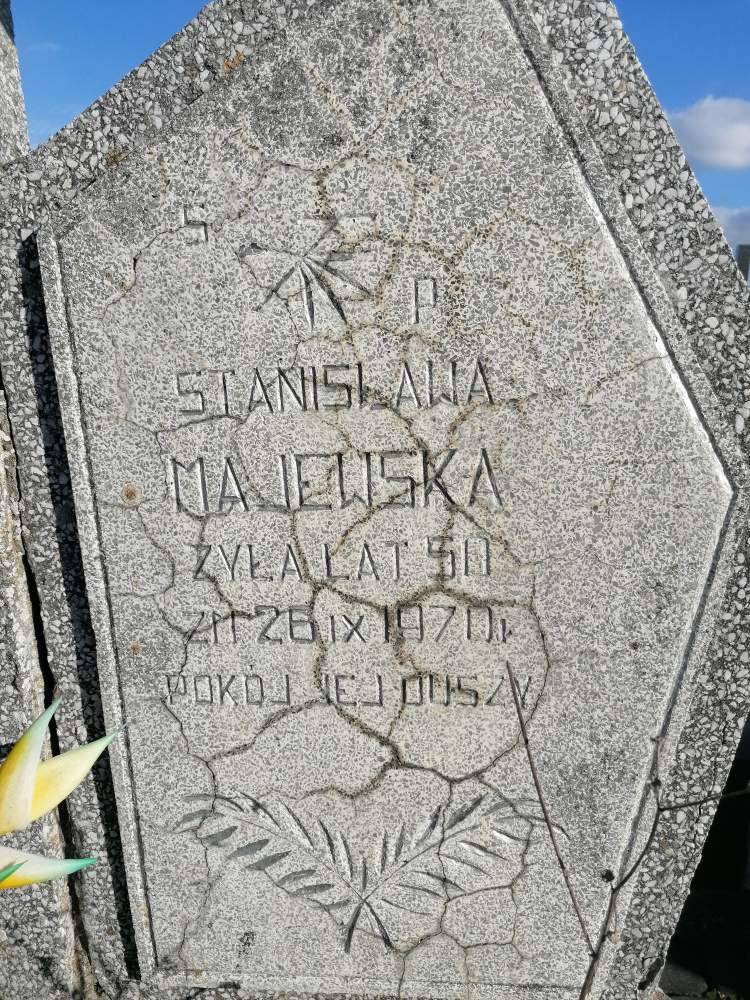 Ś P
STANISŁAWA
MAJEWSKA
ŻYŁA LAT 50
ZM 26 IX 1970 r
POKÓJ JEJ DUSZY